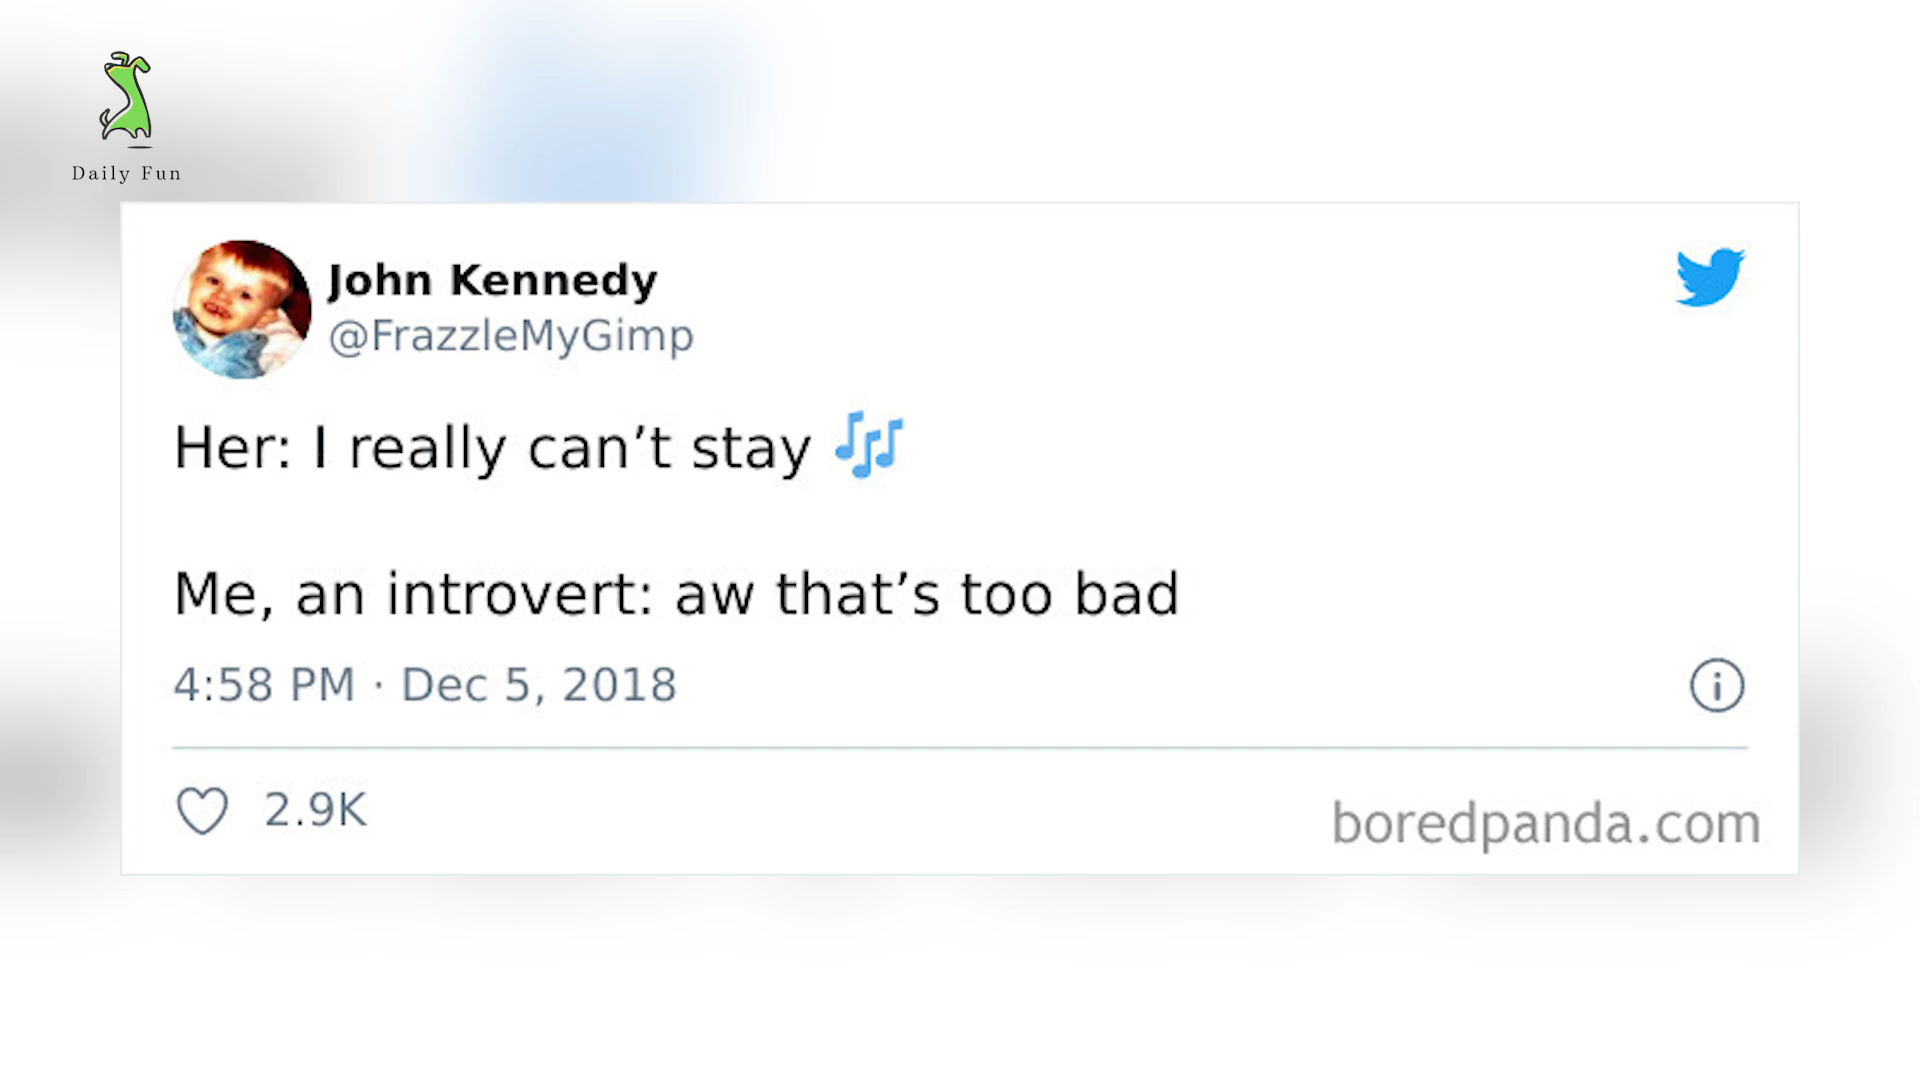 Daily Fun
John Kennedy
@FrazzleMyGimp
Her: I really can’t stay 🎶
Me, an introvert: aw that’s too bad
4:58 PM · Dec 5, 2018
2.9K
boredpanda.com